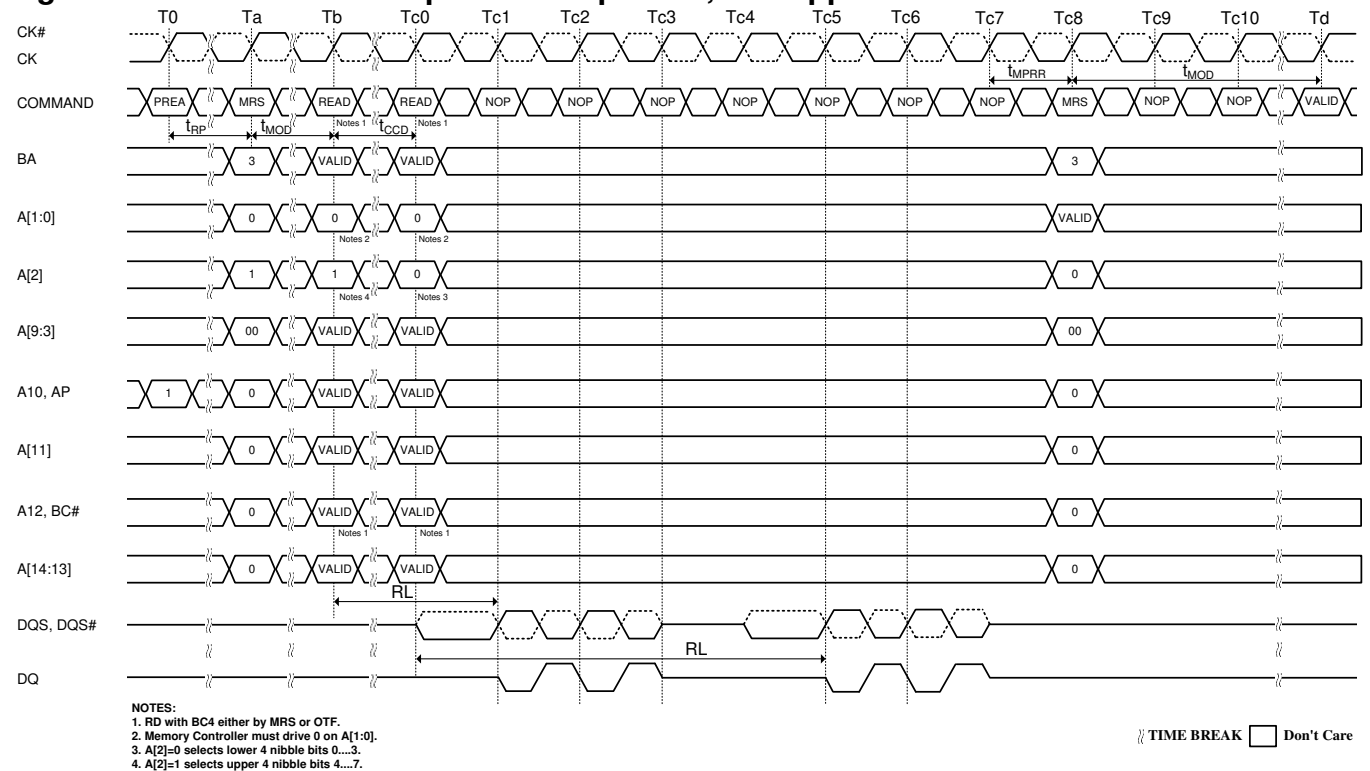 T0 Ta Tb Tc0 Tc1 Tc2 Tc3 Tc4 Tc5 Tc6 Tc7 Tc8 Tc9 Tc10 Td
CK#
CK
tMPRR tMOD
COMMAND PREA MRS READ READ NOP NOP NOP NOP NOP NOP NOP MRS NOP NOP VALID
Notes 1 Notes 1
tRP tMOD tCCD
BA 3 VALID VALID 3
A[1:0] 0 0 0 VALID
Notes 2 Notes 2
A[2] 1 1 0 0
Notes 4 Notes 3
A[9:3] 00 VALID VALID 00
A10, AP 1 0 VALID VALID 0
A[11] 0 VALID VALID 0
A12, BC# 0 VALID VALID 0
Notes 1 Notes 1
A[14:13] 0 VALID VALID 0
RL
DQS, DQS#
RL
DQ
NOTES:
1. RD with BC4 either by MRS or OTF.
2. Memory Controller must drive 0 on A[1:0].
3. A[2]=0 selects lower 4 nibble bits 0....3.
4. A[2]=1 selects upper 4 nibble bits 4....7.
TIME BREAK Don't Care